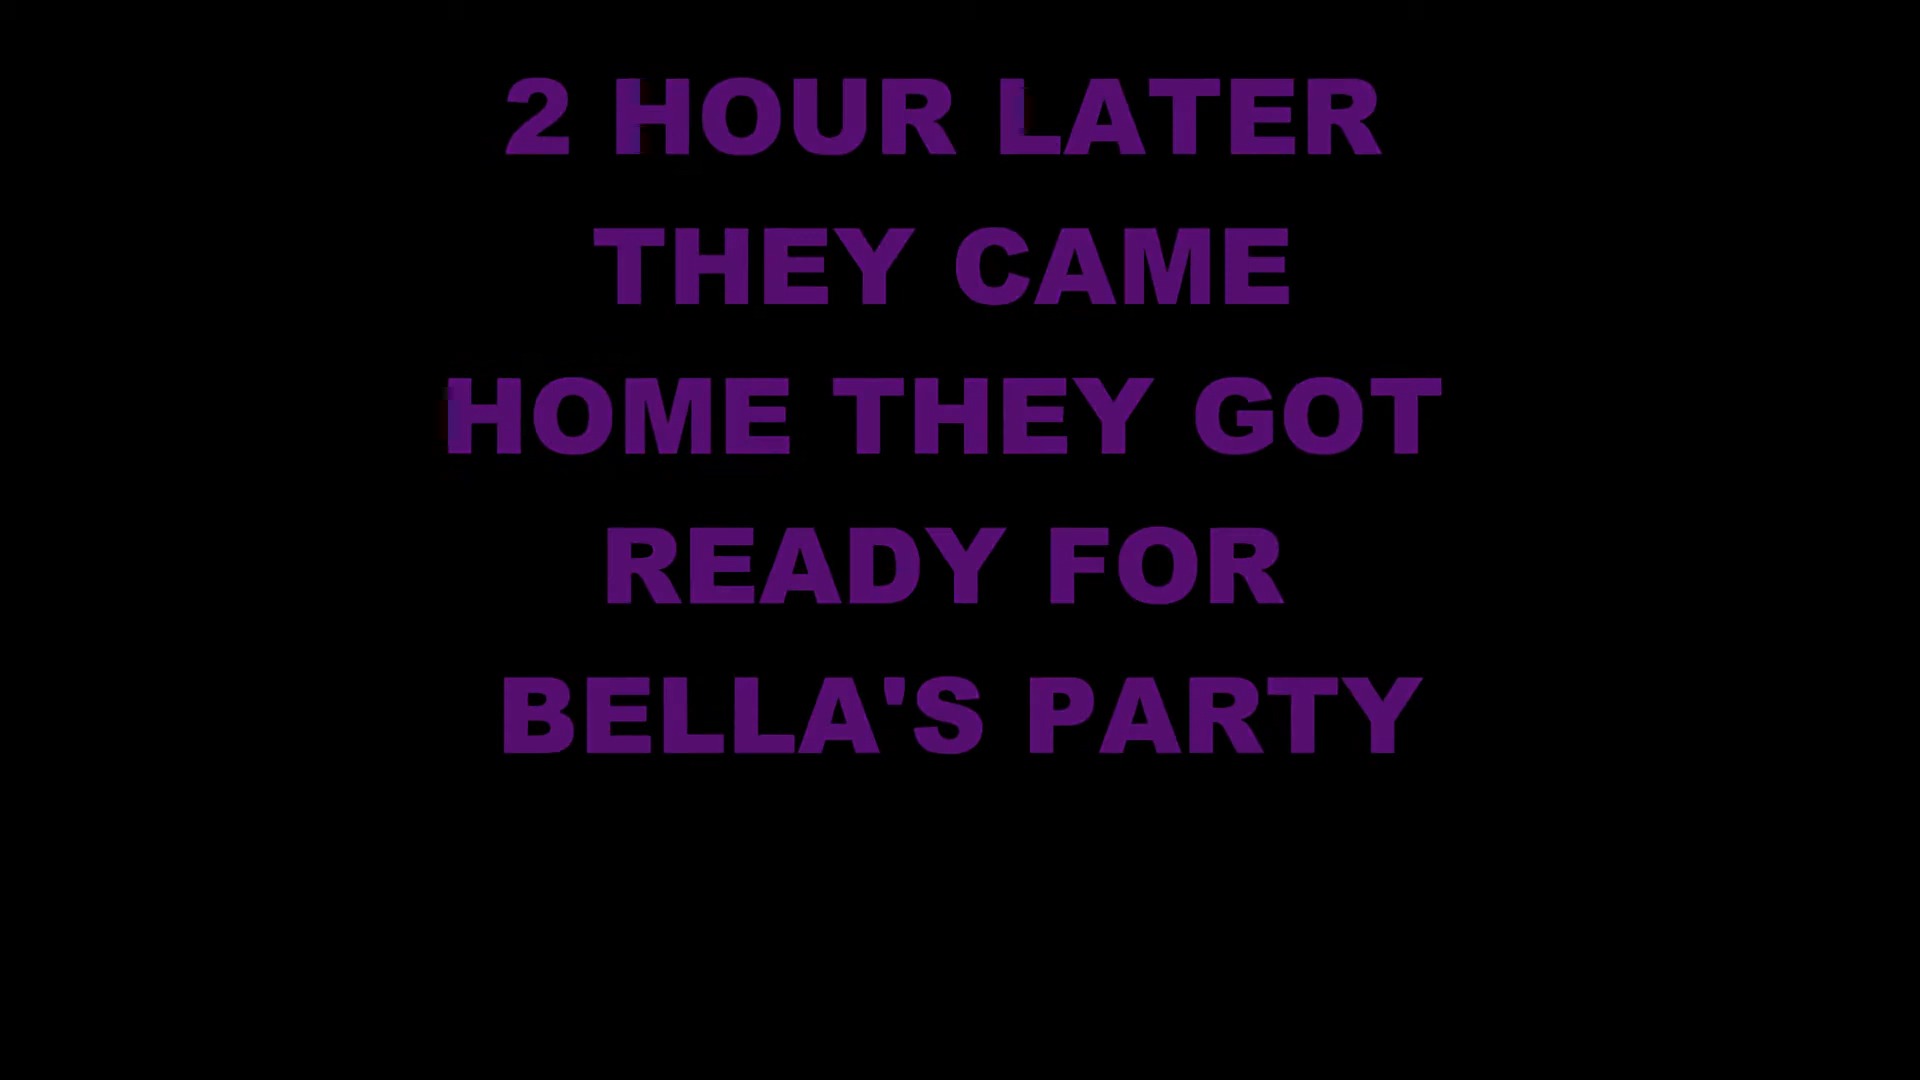 2 HOUR LATER
THEY CAME
HOME THEY GOT
READY FOR
BELLA'S PARTY